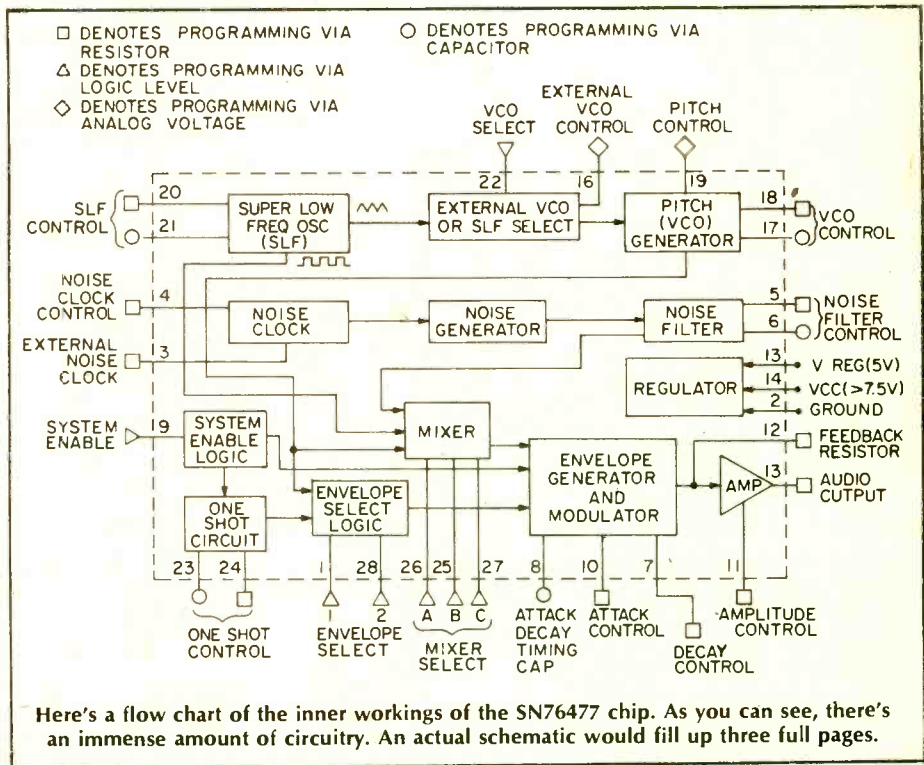 □ DENOTES PROGRAMMING VIA
RESISTOR
△ DENOTES PROGRAMMING VIA
LOGIC LEVEL
◇ DENOTES PROGRAMMING VIA
ANALOG VOLTAGE
○ DENOTES PROGRAMMING VIA
CAPACITOR
VCO
SELECT
EXTERNAL
VCO
CONTROL
PITCH
CONTROL
22
16
19
SLF
CONTROL
20
21
SUPER LOW
FREQ OSC
(SLF)
EXTERNAL VCO
OR SLF SELECT
PITCH
(VCO)
GENERATOR
18
17
VCO
CONTROL
NOISE
CLOCK
CONTROL
4
EXTERNAL
NOISE
CLOCK
3
NOISE
CLOCK
NOISE
GENERATOR
NOISE
FILTER
5
6
NOISE
FILTER
CONTROL
REGULATOR
13
V REG(5V)
14
VCC(>7.5V)
2
GROUND
SYSTEM
ENABLE
9
SYSTEM
ENABLE
LOGIC
MIXER
ONE
SHOT
CIRCUIT
ENVELOPE
SELECT
LOGIC
ENVELOPE
GENERATOR
AND
MODULATOR
12
FEEDBACK
RESISTOR
AMP
13
AUDIO
CUTPUT
23
24
1
28
26
25
27
8
10
7
11
1
2
A
B
C
ONE SHOT
CONTROL
ENVELOPE
SELECT
MIXER
SELECT
ATTACK
DECAY
TIMING
CAP
ATTACK
CONTROL
DECAY
CONTROL
AMPLITUDE
CONTROL
Here's a flow chart of the inner workings of the SN76477 chip. As you can see, there's
an immense amount of circuitry. An actual schematic would fill up three full pages.